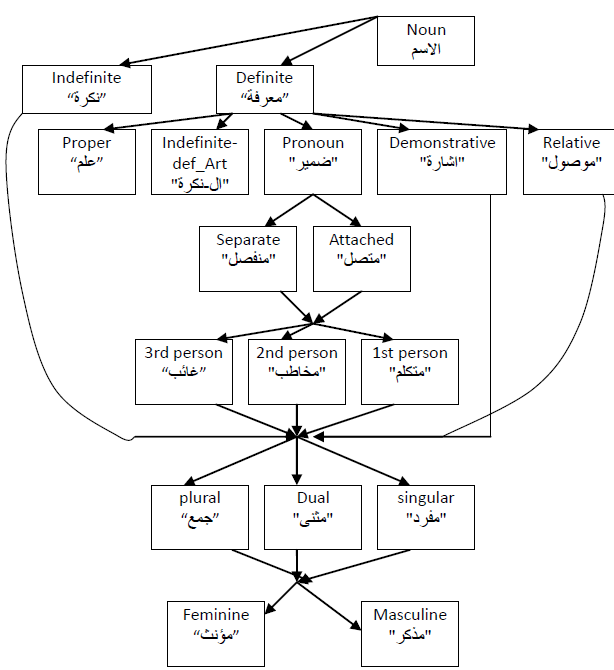 Noun
الاسم
Indefinite
“نكرة”
Definite
“معرفة”
Proper
“علم”
Indefinite-
def_Art
"ال-نكرة"
Pronoun
"ضمير"
Demonstrative
"اشارة"
Relative
"موصول"
Separate
"منفصل"
Attached
"متصل"
3rd person
“غائب”
2nd person
"مخاطب"
1st person
"متكلم"
plural
“جمع”
Dual
"مثنى"
singular
"مفرد"
Feminine
“مؤنث”
Masculine
"مذكر"